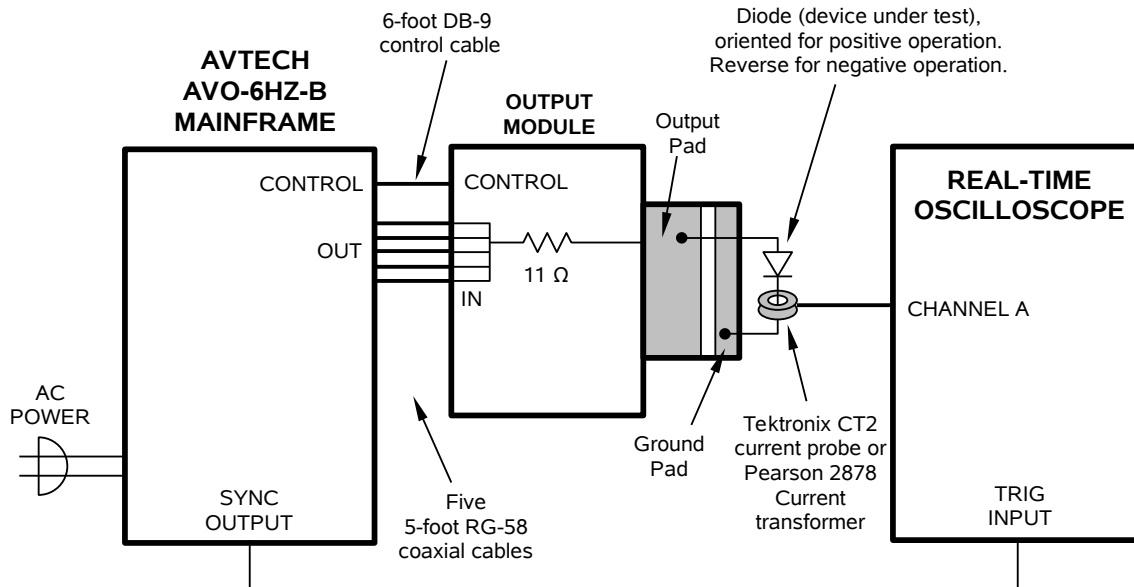 6-foot DB-9
control cable
Diode (device under test),
oriented for positive operation.
Reverse for negative operation.
AVTECH
AVO-6HZ-B
MAINFRAME
OUTPUT
MODULE
Output
Pad
REAL-TIME
OSCILLOSCOPE
CONTROL
CONTROL
OUT
11 Ω
IN
CHANNEL A
AC
POWER
Ground
Pad
Tektronix CT2
current probe or
Pearson 2878
Current
transformer
SYNC
OUTPUT
Five
5-foot RG-58
coaxial cables
TRIG
INPUT